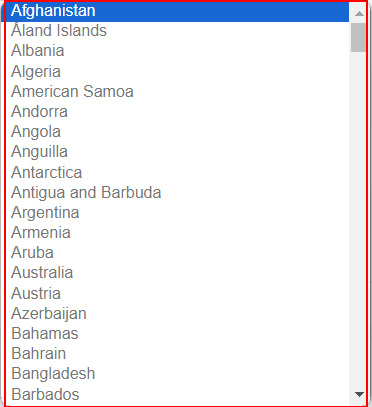 Afghanistan
Åland Islands
Albania
Algeria
American Samoa
Andorra
Angola
Anguilla
Antarctica
Antigua and Barbuda
Argentina
Armenia
Aruba
Australia
Austria
Azerbaijan
Bahamas
Bahrain
Bangladesh
Barbados